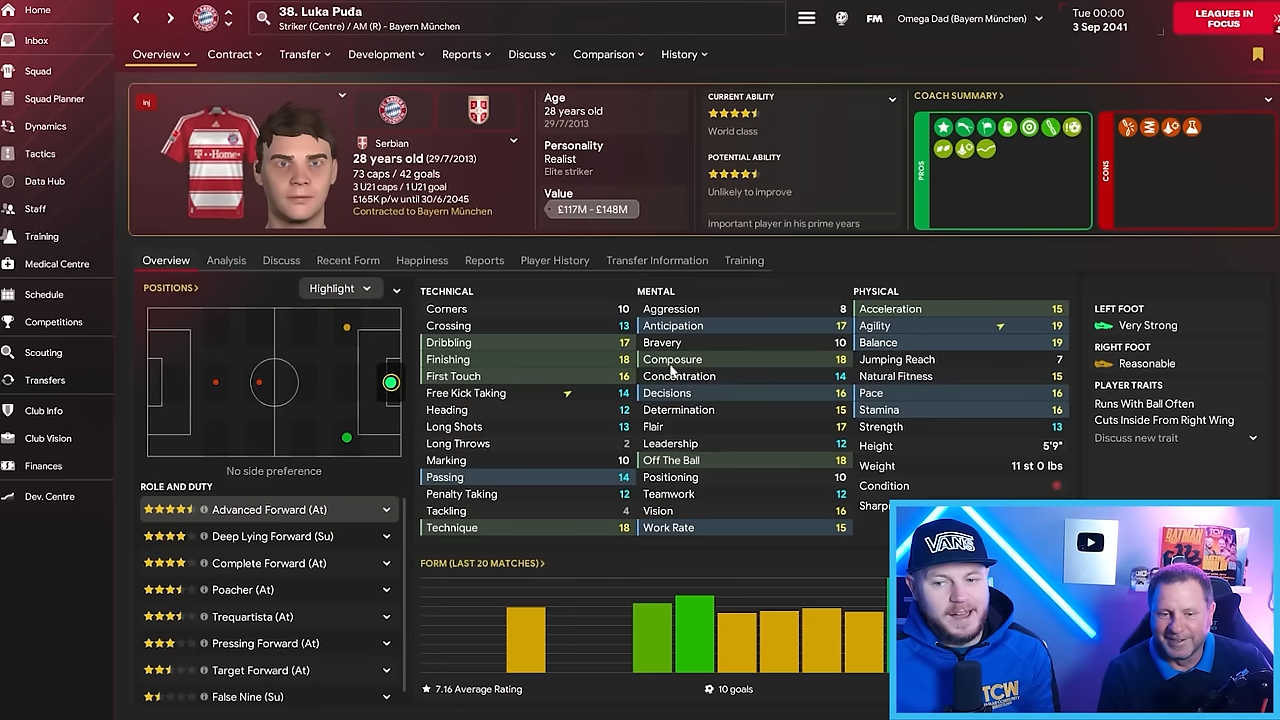 Home
Inbox
Squad
Squad Planner
Dynamics
Tactics
Data Hub
Staff
Training
Medical Centre
Schedule
Competitions
Scouting
Transfers
Club Info
Club Vision
Finances
Dev. Centre
38. Luka Puđa
Striker (Centre) / AM (R) - Bayern München
FM
Omega Dad (Bayern München)
Tue 00:00
3 Sep 2041
LEAGUES IN
FOCUS
Overview
Contract
Transfer
Development
Reports
Discuss
Comparison
History
Inj
T Home
Serbian
28 years old (29/7/2013)
73 caps / 42 goals
3 U21 caps / 1 U21 goal
£165K p/w until 30/6/2045
Contracted to Bayern München
Age
28 years old
29/7/2013
Personality
Realist
Elite striker
Value
£117M - £148M
CURRENT ABILITY
World class
POTENTIAL ABILITY
Unlikely to improve
Important player in his prime years
COACH SUMMARY
PROS
CONS
Overview
Analysis
Discuss
Recent Form
Happiness
Reports
Player History
Transfer Information
Training
POSITIONS
Highlight
No side preference
ROLE AND DUTY
Advanced Forward (At)
Deep Lying Forward (Su)
Complete Forward (At)
Poacher (At)
Trequartista (At)
Pressing Forward (At)
Target Forward (At)
False Nine (Su)
TECHNICAL
Corners 10
Crossing 13
Dribbling 17
Finishing 18
First Touch 16
Free Kick Taking 14
Heading 12
Long Shots 13
Long Throws 2
Marking 10
Passing 14
Penalty Taking 12
Tackling 4
Technique 18
MENTAL
Aggression 8
Anticipation 17
Bravery 10
Composure 18
Concentration 14
Decisions 16
Determination 15
Flair 17
Leadership 12
Off The Ball 18
Positioning 10
Teamwork 12
Vision 16
Work Rate 15
PHYSICAL
Acceleration 15
Agility 19
Balance 19
Jumping Reach 7
Natural Fitness 15
Pace 16
Stamina 16
Strength 13
Height 5'9"
Weight 11 st 0 lbs
Condition
Sharp
LEFT FOOT
Very Strong
RIGHT FOOT
Reasonable
PLAYER TRAITS
Runs With Ball Often
Cuts Inside From Right Wing
Discuss new trait
FORM (LAST 20 MATCHES)
7.16 Average Rating
10 goals
VANS
TCW
BATMAN